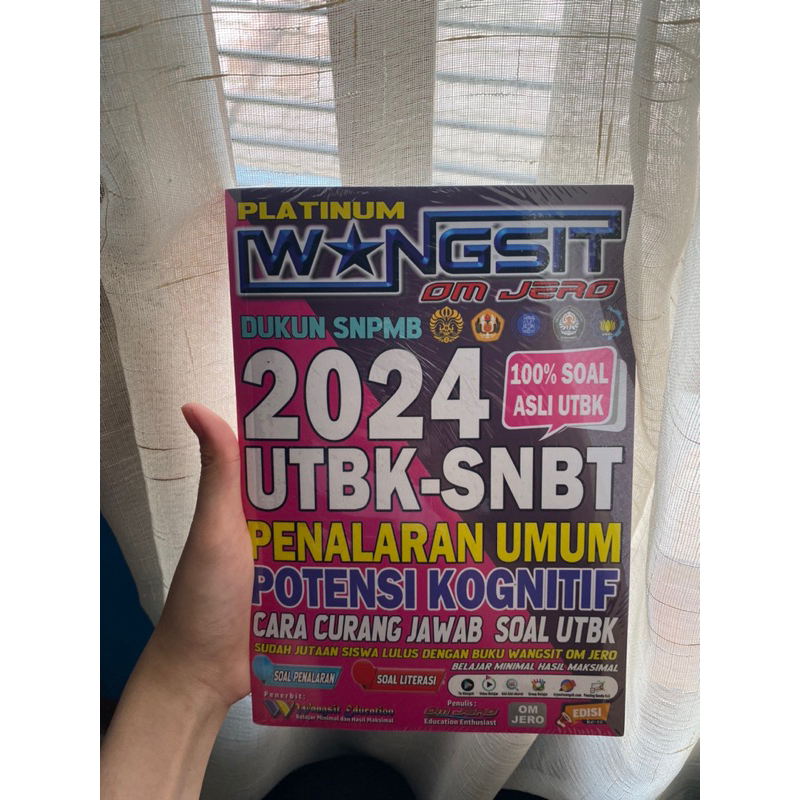 PLATINUM
WANGSIT
OM JERO
DUKUN SNPMB
2024
100% SOAL
ASLI UTBK
UTBK-SNBT
PENALARAN UMUM
POTENSI KOGNITIF
CARA CURANG JAWAB SOAL UTBK
SUDAH JUTAAN SISWA LULUS DENGAN BUKU WANGSIT OM JERO
BELAJAR MINIMAL HASIL MAKSIMAL
SOAL PENALARAN
SOAL LITERASI
Penerbit:
Wangsit Education
Belajar Minimal dan Hasil Maksimal
Penulis:
Education Enthusiast
OM
JERO
EDISI